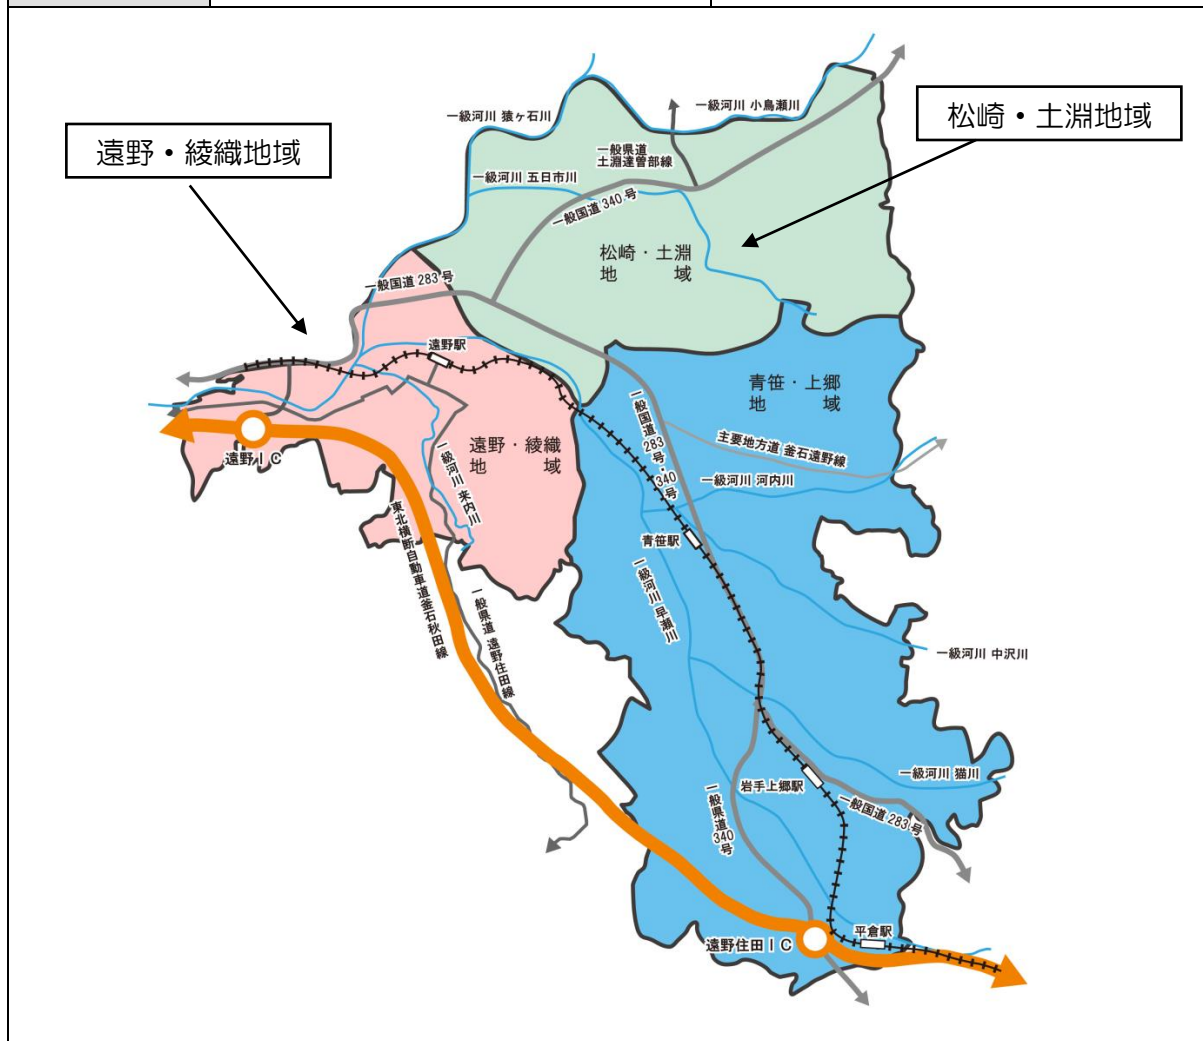 松崎・土淵地域
遠野・綾織地域
一級河川 猿ヶ石川
一級河川 小烏瀬川
一般県道
土淵達曽部線
一級河川 五日市川
一般国道 340 号
松崎・土淵
地　　域
一般国道 283 号
遠野駅
青笹・上郷
地　　域
一般国道 283号・340号
主要地方道 釜石遠野線
遠野・綾織
地　　域
遠野ＩＣ
一級河川 来内川
一級河川 河内川
東北横断自動車道釜石秋田線
青笹駅
一級河川 早瀬川
一般県道 遠野住田線
一級河川 中沢川
一級河川 猫川
岩手上郷駅
一般県道 340号
一般国道 283 号
平倉駅
遠野住田ＩＣ